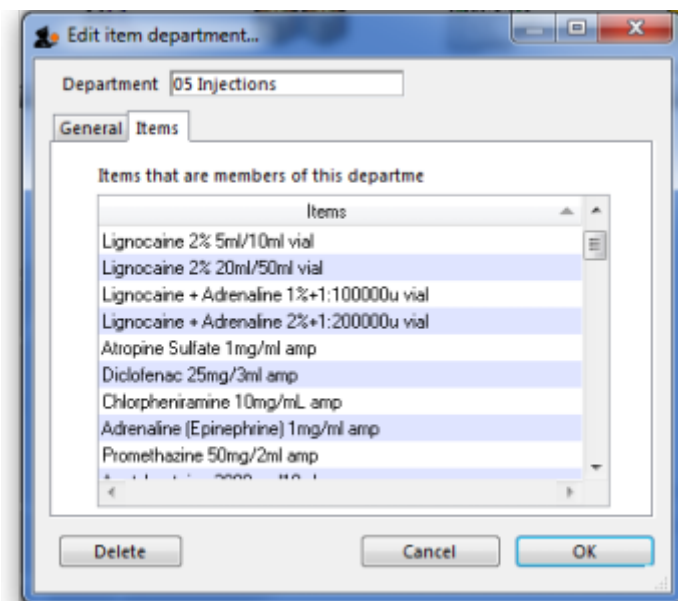 Edit item department...
Department 05 Injections
General Items
Items that are members of this departme
Items
Lignocaine 2% 5ml/10ml vial
Lignocaine 2% 20ml/50ml vial
Lignocaine + Adrenaline 1%+1:100000u vial
Lignocaine + Adrenaline 2%+1:200000u vial
Atropine Sulfate 1mg/ml amp
Diclofenac 25mg/3ml amp
Chlorpheniramine 10mg/mL amp
Adrenaline (Epinephrine) 1mg/ml amp
Promethazine 50mg/2ml amp
Delete Cancel OK